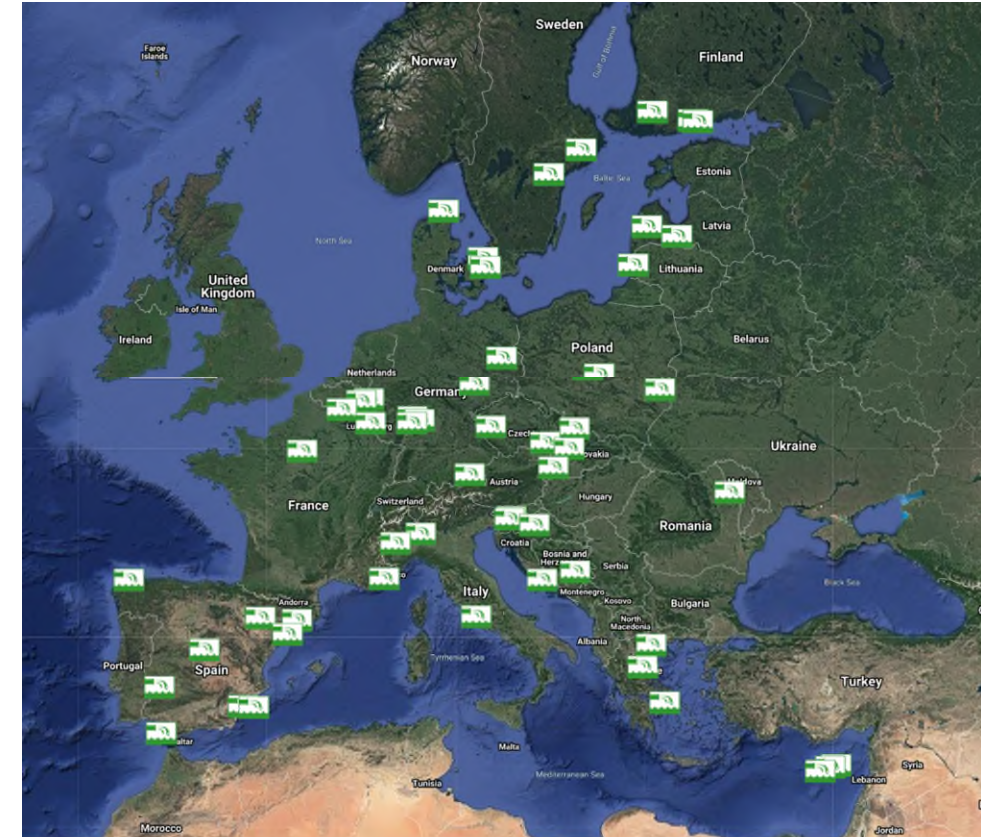 Sweden
Faroe
Islands
Norway
Finland
Gulf of Bothnia
Estonia
Baltic Sea
Latvia
North Sea
Denmark
Lithuania
United
Kingdom
Isle of Man
Ireland
Belarus
Poland
Netherlands
Germany
Lu
rg
Czech
ovakia
Ukraine
Austria
Moldova
Switzerland
Hungary
France
Romania
Croatia
Bosnia and
Herz
Serbia
Black Sea
Montenegro
Italy
Andorra
Kosovo
Bulgaria
North
Macedonia
Albania
Tyrrhenian Sea
Portugal
Spain
Turkey
Malta
Mediterranean Sea
Syria
Lebanon
Tunisia
Morocco
Jordan